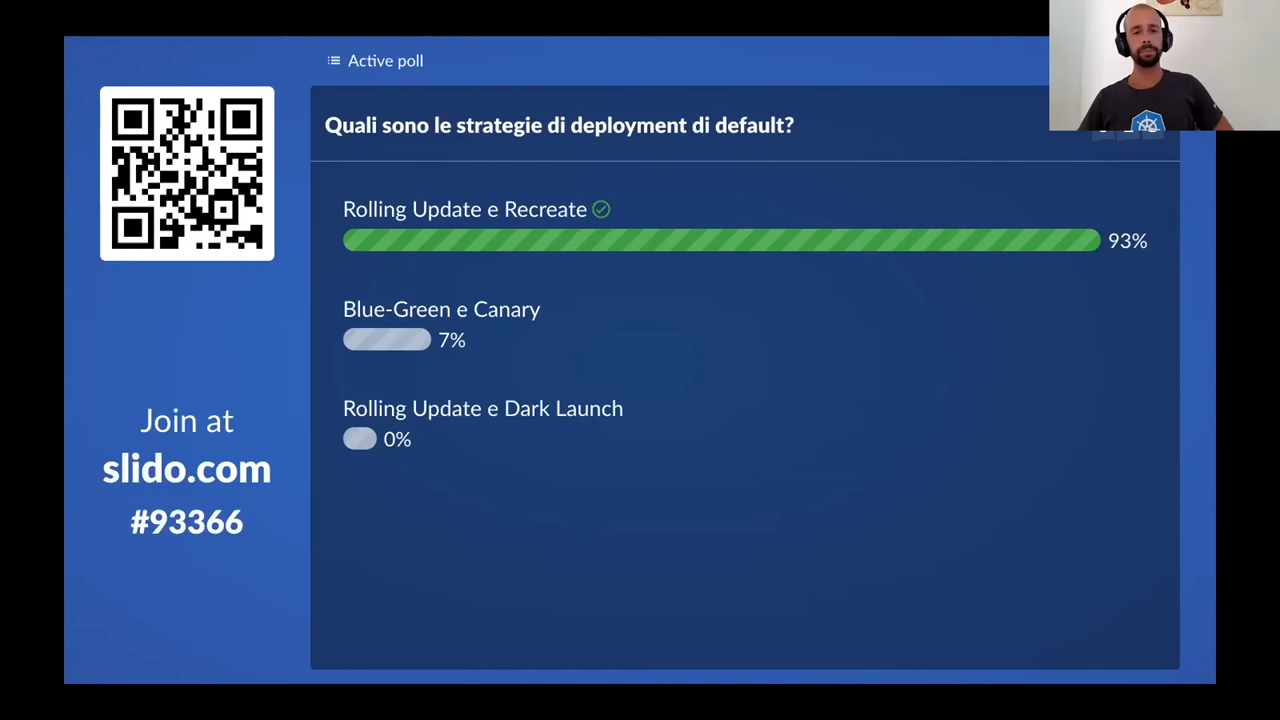 Active poll
Quali sono le strategie di deployment di default?
Rolling Update e Recreate
93%
Blue-Green e Canary
7%
Rolling Update e Dark Launch
0%
Join at
slido.com
#93366